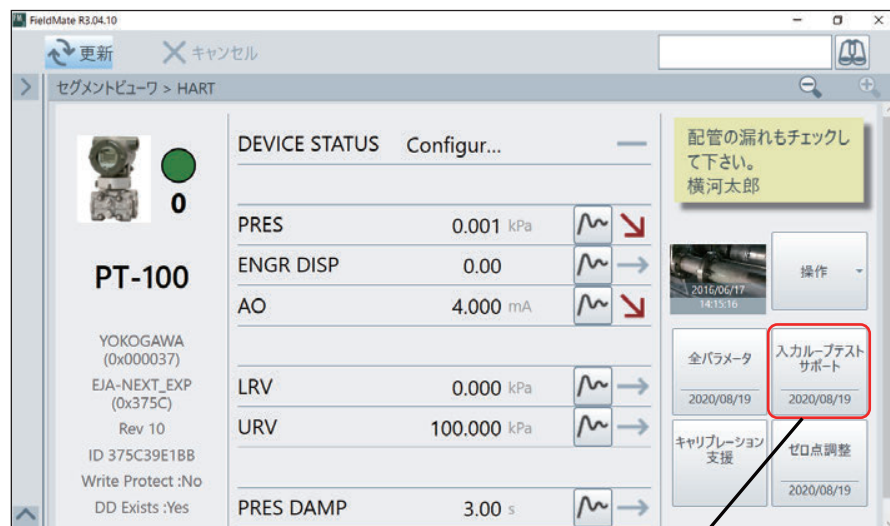 FieldMate R3.04.10
更新
キャンセル
セグメントビューワ > HART
0
PT-100
YOKOGAWA
(0x000037)
EJA-NEXT_EXP
(0x375C)
Rev 10
ID 375C39E1BB
Write Protect :No
DD Exists :Yes
DEVICE STATUS Configur...
PRES 0.001 kPa
ENGR DISP 0.00
AO 4.000 mA
LRV 0.000 kPa
URV 100.000 kPa
PRES DAMP 3.00 s
配管の漏れもチェックし
て下さい。
横河太郎
2016/06/17
14:15:16
操作
全パラメータ
2020/08/19
入力ループテスト
サポート
2020/08/19
キャリブレーション
支援
ゼロ点調整
2020/08/19